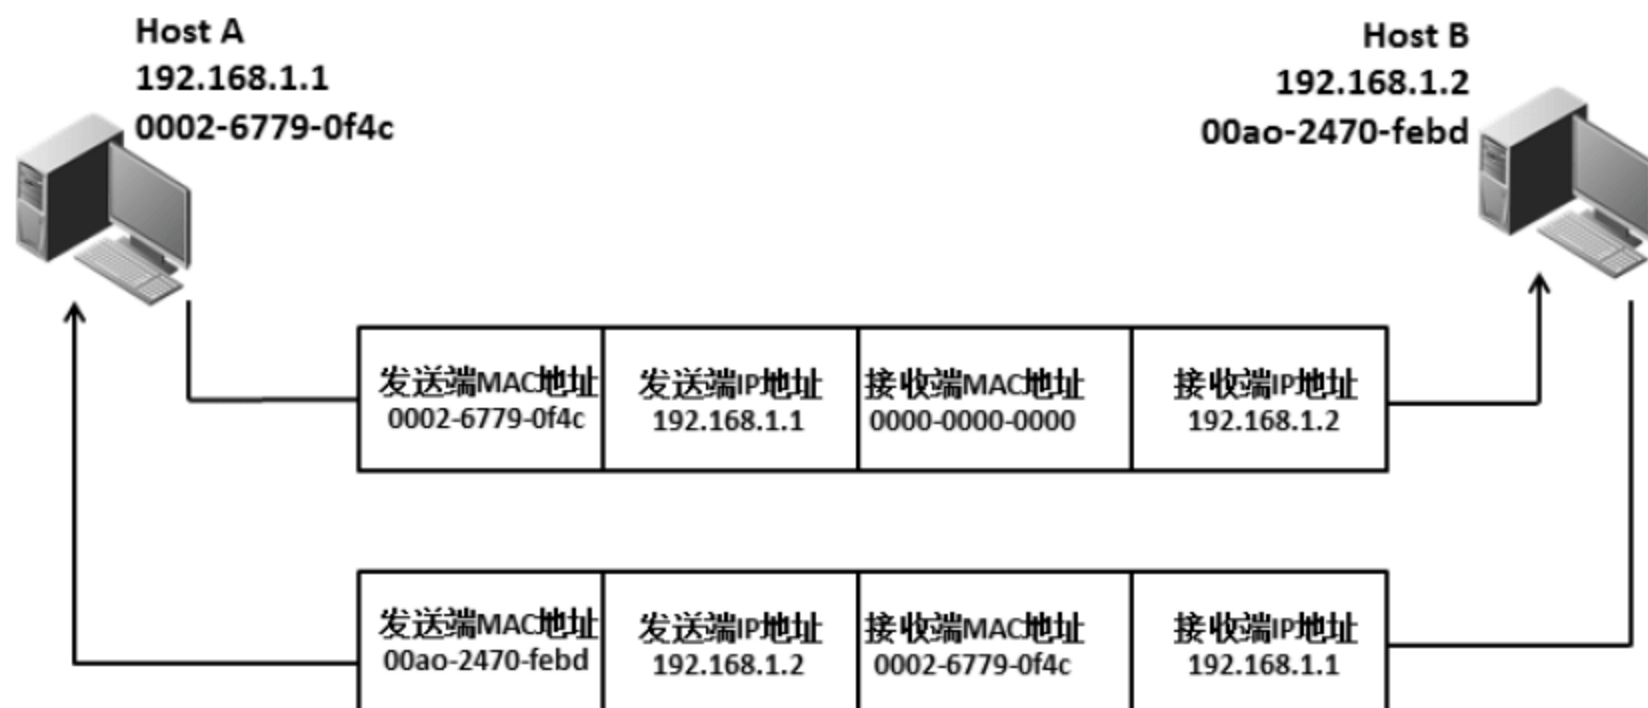 Host A
192.168.1.1
0002-6779-0f4c
Host B
192.168.1.2
00ao-2470-febd
发送端MAC地址
0002-6779-0f4c
发送端IP地址
192.168.1.1
接收端MAC地址
0000-0000-0000
接收端IP地址
192.168.1.2
发送端MAC地址
00ao-2470-febd
发送端IP地址
192.168.1.2
接收端MAC地址
0002-6779-0f4c
接收端IP地址
192.168.1.1